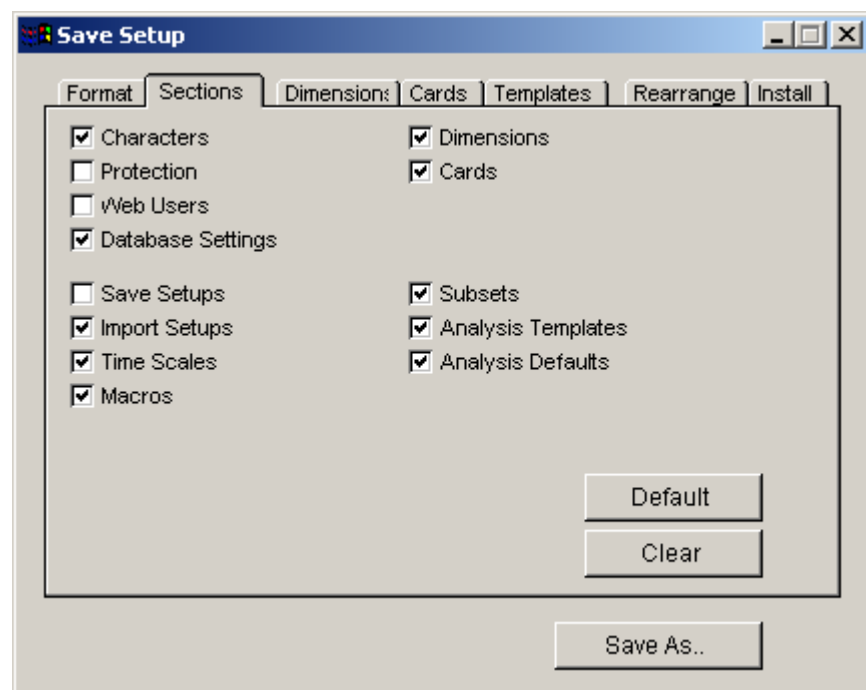 Save Setup
Format Sections Dimension: Cards Templates Rearrange Install
Characters Dimensions
Protection Cards
Web Users
Database Settings
Save Setups Subsets
Import Setups Analysis Templates
Time Scales Analysis Defaults
Macros
Default
Clear
Save As..